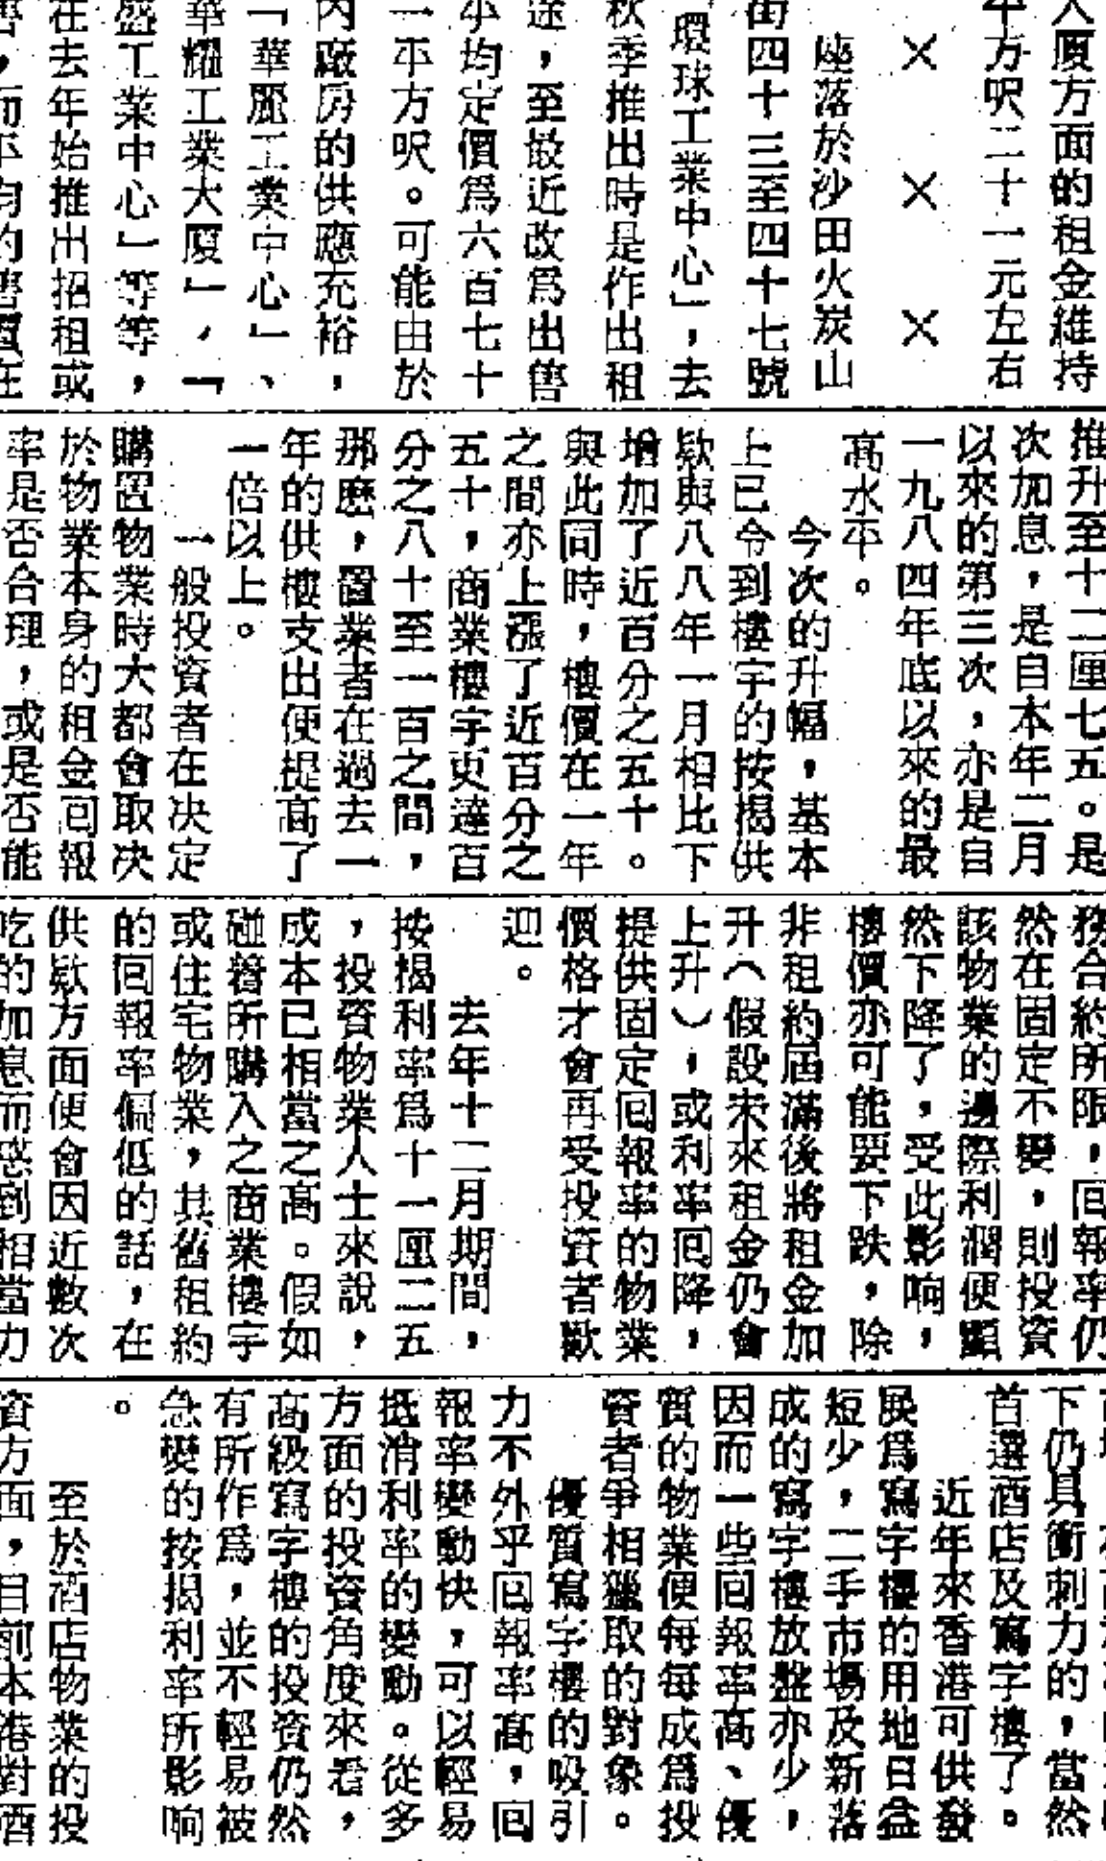 大厦方面的租金維持
平方呎二十一元左右
× × ×
座落於沙田火炭山
街四十三至四十七號
環球工業中心」，去
秋季推出時是作出租
途，至最近改爲出售
平均定價爲六百七十
一平方呎。可能由於
內廠房的供應充裕，
「華麗工業中心」、
華耀工業大厦」，「
盛工業中心」等等，
在去年始推出招租或
售，而平均的售價在
推升至十二厘七五。是
次加息，是自本年二月
以來的第三次，亦是自
一九八四年底以來的最
高水平。
今次的升幅，基本
上已令到樓宇的按揭供
欵與八八年一月相比下
增加了近百分之五十。
與此同時，樓價在一年
之間亦上漲了近百分之
五十，商業樓宇更達百
分之八十至一百之間，
那麽，置業者在過去一
年的供樓支出便提高了
一倍以上。
一般投資者在决定
購置物業時大都會取决
於物業本身的租金回報
率是否合理，或是否能
務合約所限，回報率仍
然在固定不變，則投資
該物業的邊際利潤便顯
然下降了，受此影响，
樓價亦可能要下跌，除
非租約屆滿後將租金加
升（假設未來租金仍會
上升），或利率回降，
提供固定回報率的物業
價格才會再受投資者歡
迎。
去年十二月期間，
按揭利率爲十一厘二五
，投資物業人士來說，
成本已相當之高。假如
碰着所購入之商業樓宇
或住宅物業，其舊租約
的回報率偏低的話，在
供欵方面便會因近數次
吃的加息而感到相當力
下仍具衝刺力的，當然
首選酒店及寫字樓了。
近年來香港可供發
展爲寫字樓的用地日益
短少，二手市場及新落
成的寫字樓放盤亦少，
因而一些回報率高、優
質的物業便每每成爲投
資者爭相獵取的對象。
優質寫字樓的吸引
力不外乎回報率高，回
報率變動快，可以輕易
抵消利率的變動。從多
方面的投資角度來看，
高級寫字樓的投資仍然
有所作爲，並不輕易被
急變的按揭利率所影响
。
至於酒店物業的投
資方面，目前本港對酒